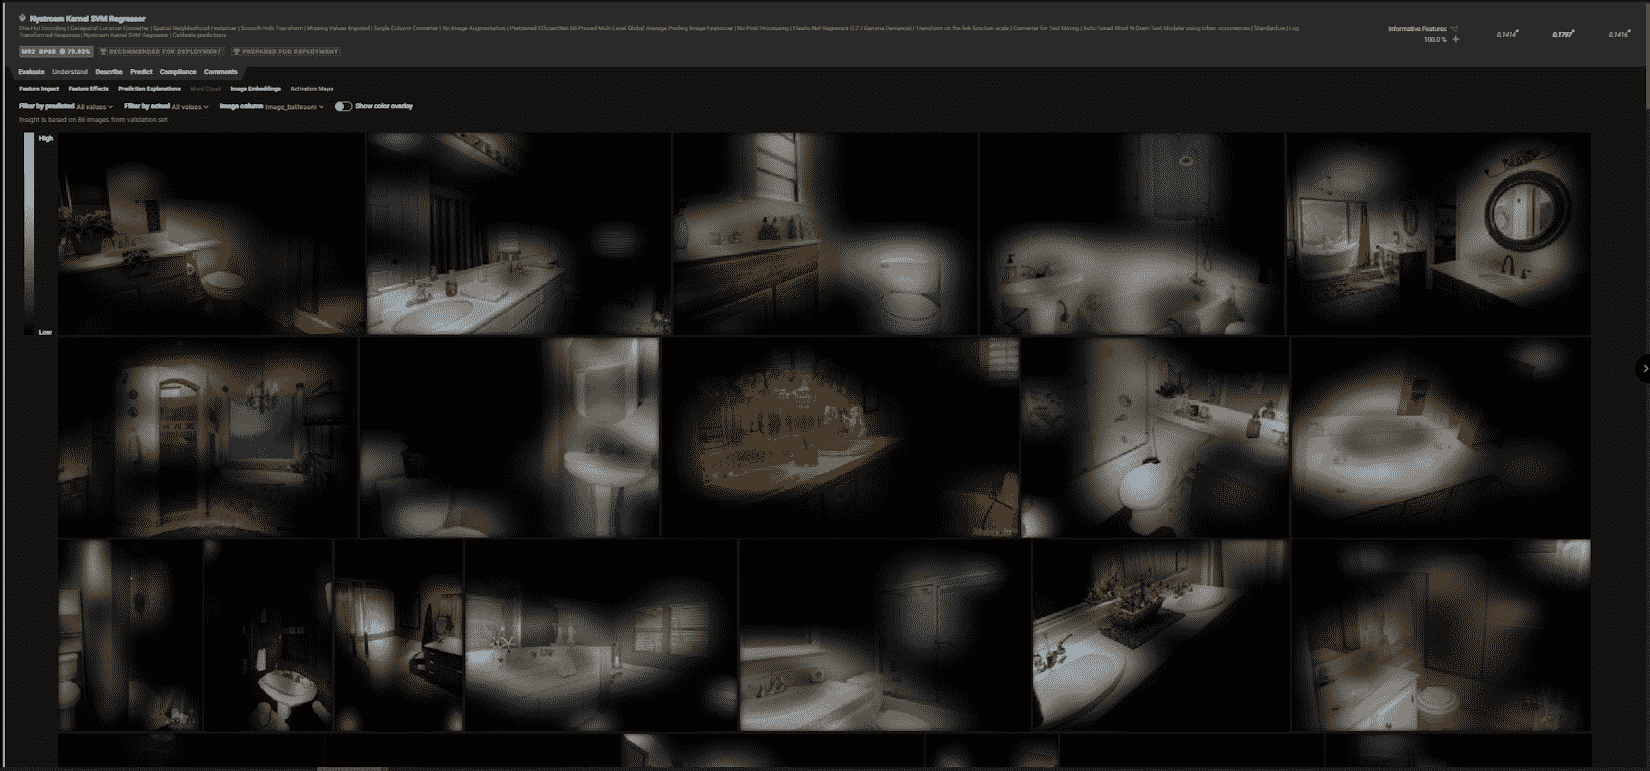 Nystroem Kernel SVM Regressor
One-Hot Encoding | Geospatial Location Converter | Spatial Neighborhood Featurizer | Smooth Ridit Transform | Missing Values Imputed | Single Column Converter | No Image Augmentation | Pretrained EfficientNet-b0-Pruned Multi-Level Global Average Pooling Image Featurizer | No Post Processing | Elastic-Net Regressor (L2 / Gamma Deviance) | Transform on the link function scale | Converter for Text Mining | Auto-Tuned Word N-Gram Text Modeler using token occurrences | Standardize | Log
Transformed Response | Nystroem Kernel SVM Regressor | Calibrate predictions
Informative Features
100.0 %
0.1414
0.1797
0.1416
RECOMMENDED FOR DEPLOYMENT PREPARED FOR DEPLOYMENT
Evaluate Understand Describe Predict Compliance Comments
Feature Impact Feature Effects Prediction Explanations Word Cloud Image Embeddings Activation Maps
Filter by predicted All values Filter by actual All values Image column image_bathroom Show color overlay
Insight is based on 86 images from validation set
High
Low